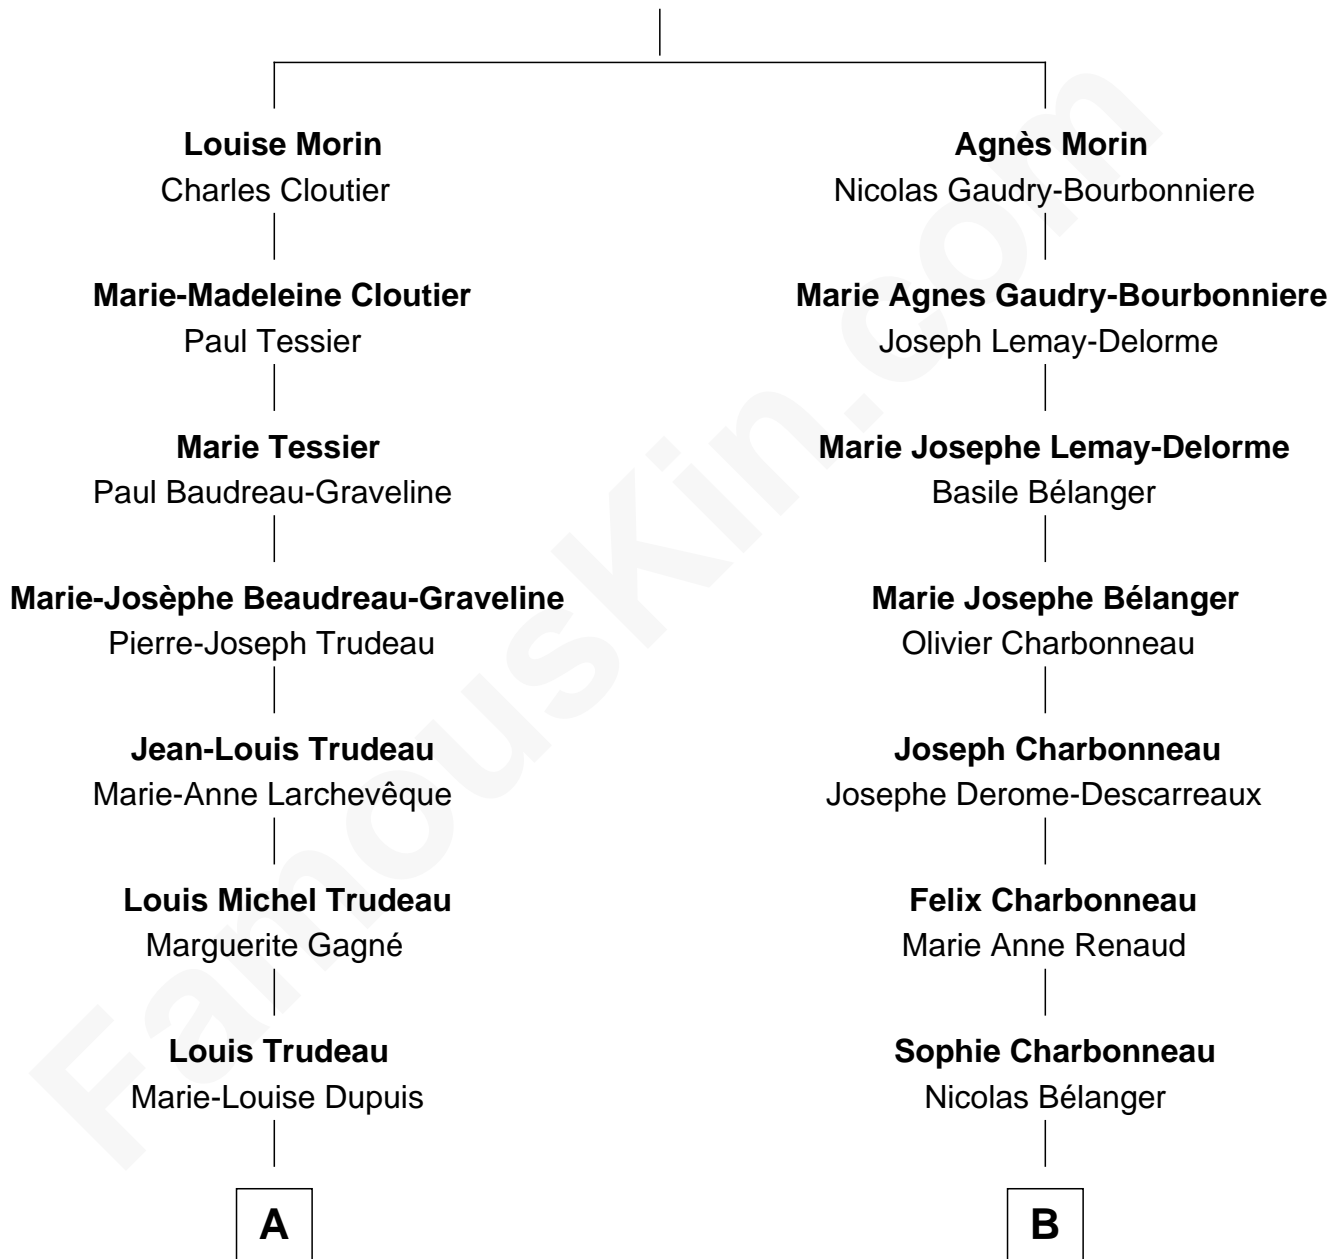 Louise Morin
Charles Cloutier
Agnès Morin
Nicolas Gaudry-Bourbonniere
Marie-Madeleine Cloutier
Paul Tessier
Marie Agnes Gaudry-Bourbonniere
Joseph Lemay-Delorme
Marie Tessier
Paul Baudreau-Graveline
Marie Josephe Lemay-Delorme
Basile Bélanger
Marie-Josèphe Beaudreau-Graveline
Pierre-Joseph Trudeau
Marie Josephe Bélanger
Olivier Charbonneau
Jean-Louis Trudeau
Marie-Anne Larchevêque
Joseph Charbonneau
Josephe Derome-Descarreaux
Louis Michel Trudeau
Marguerite Gagné
Felix Charbonneau
Marie Anne Renaud
Louis Trudeau
Marie-Louise Dupuis
Sophie Charbonneau
Nicolas Bélanger
A
B
FamousKin.com